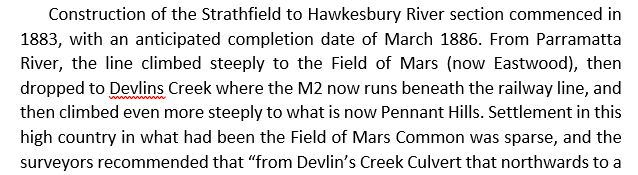 Construction of the Strathfield to Hawkesbury River section commenced in
1883, with an anticipated completion date of March 1886. From Parramatta
River, the line climbed steeply to the Field of Mars (now Eastwood), then
dropped to Devlins Creek where the M2 now runs beneath the railway line, and
then climbed even more steeply to what is now Pennant Hills. Settlement in this
high country in what had been the Field of Mars Common was sparse, and the
surveyors recommended that “from Devlin’s Creek Culvert that northwards to a